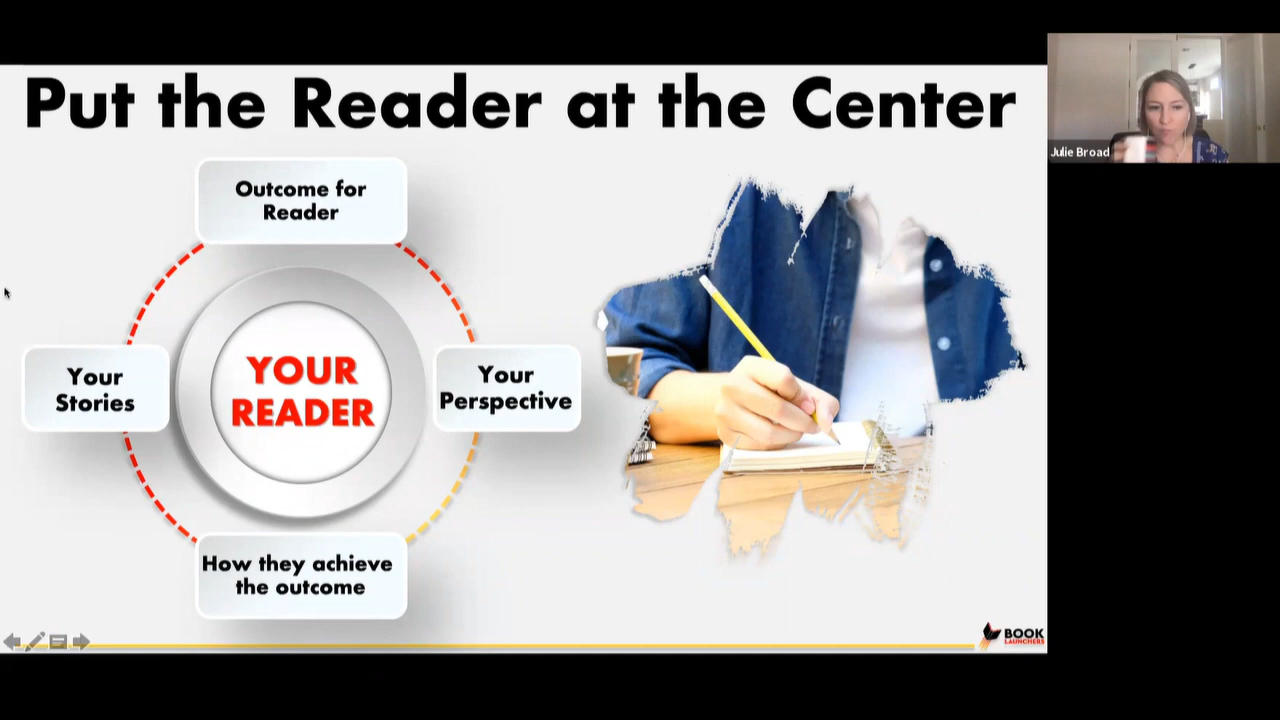 Put the Reader at the Center
Julie Broad
Outcome for
Reader
Your
Stories
YOUR
READER
Your
Perspective
How they achieve
the outcome
BOOK
LAUNCHERS